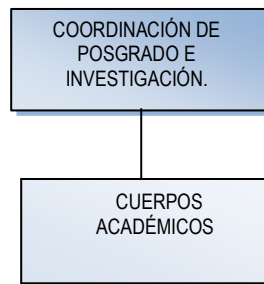 COORDINACIÓN DE
POSGRADO E
INVESTIGACIÓN.
CUERPOS
ACADÉMICOS